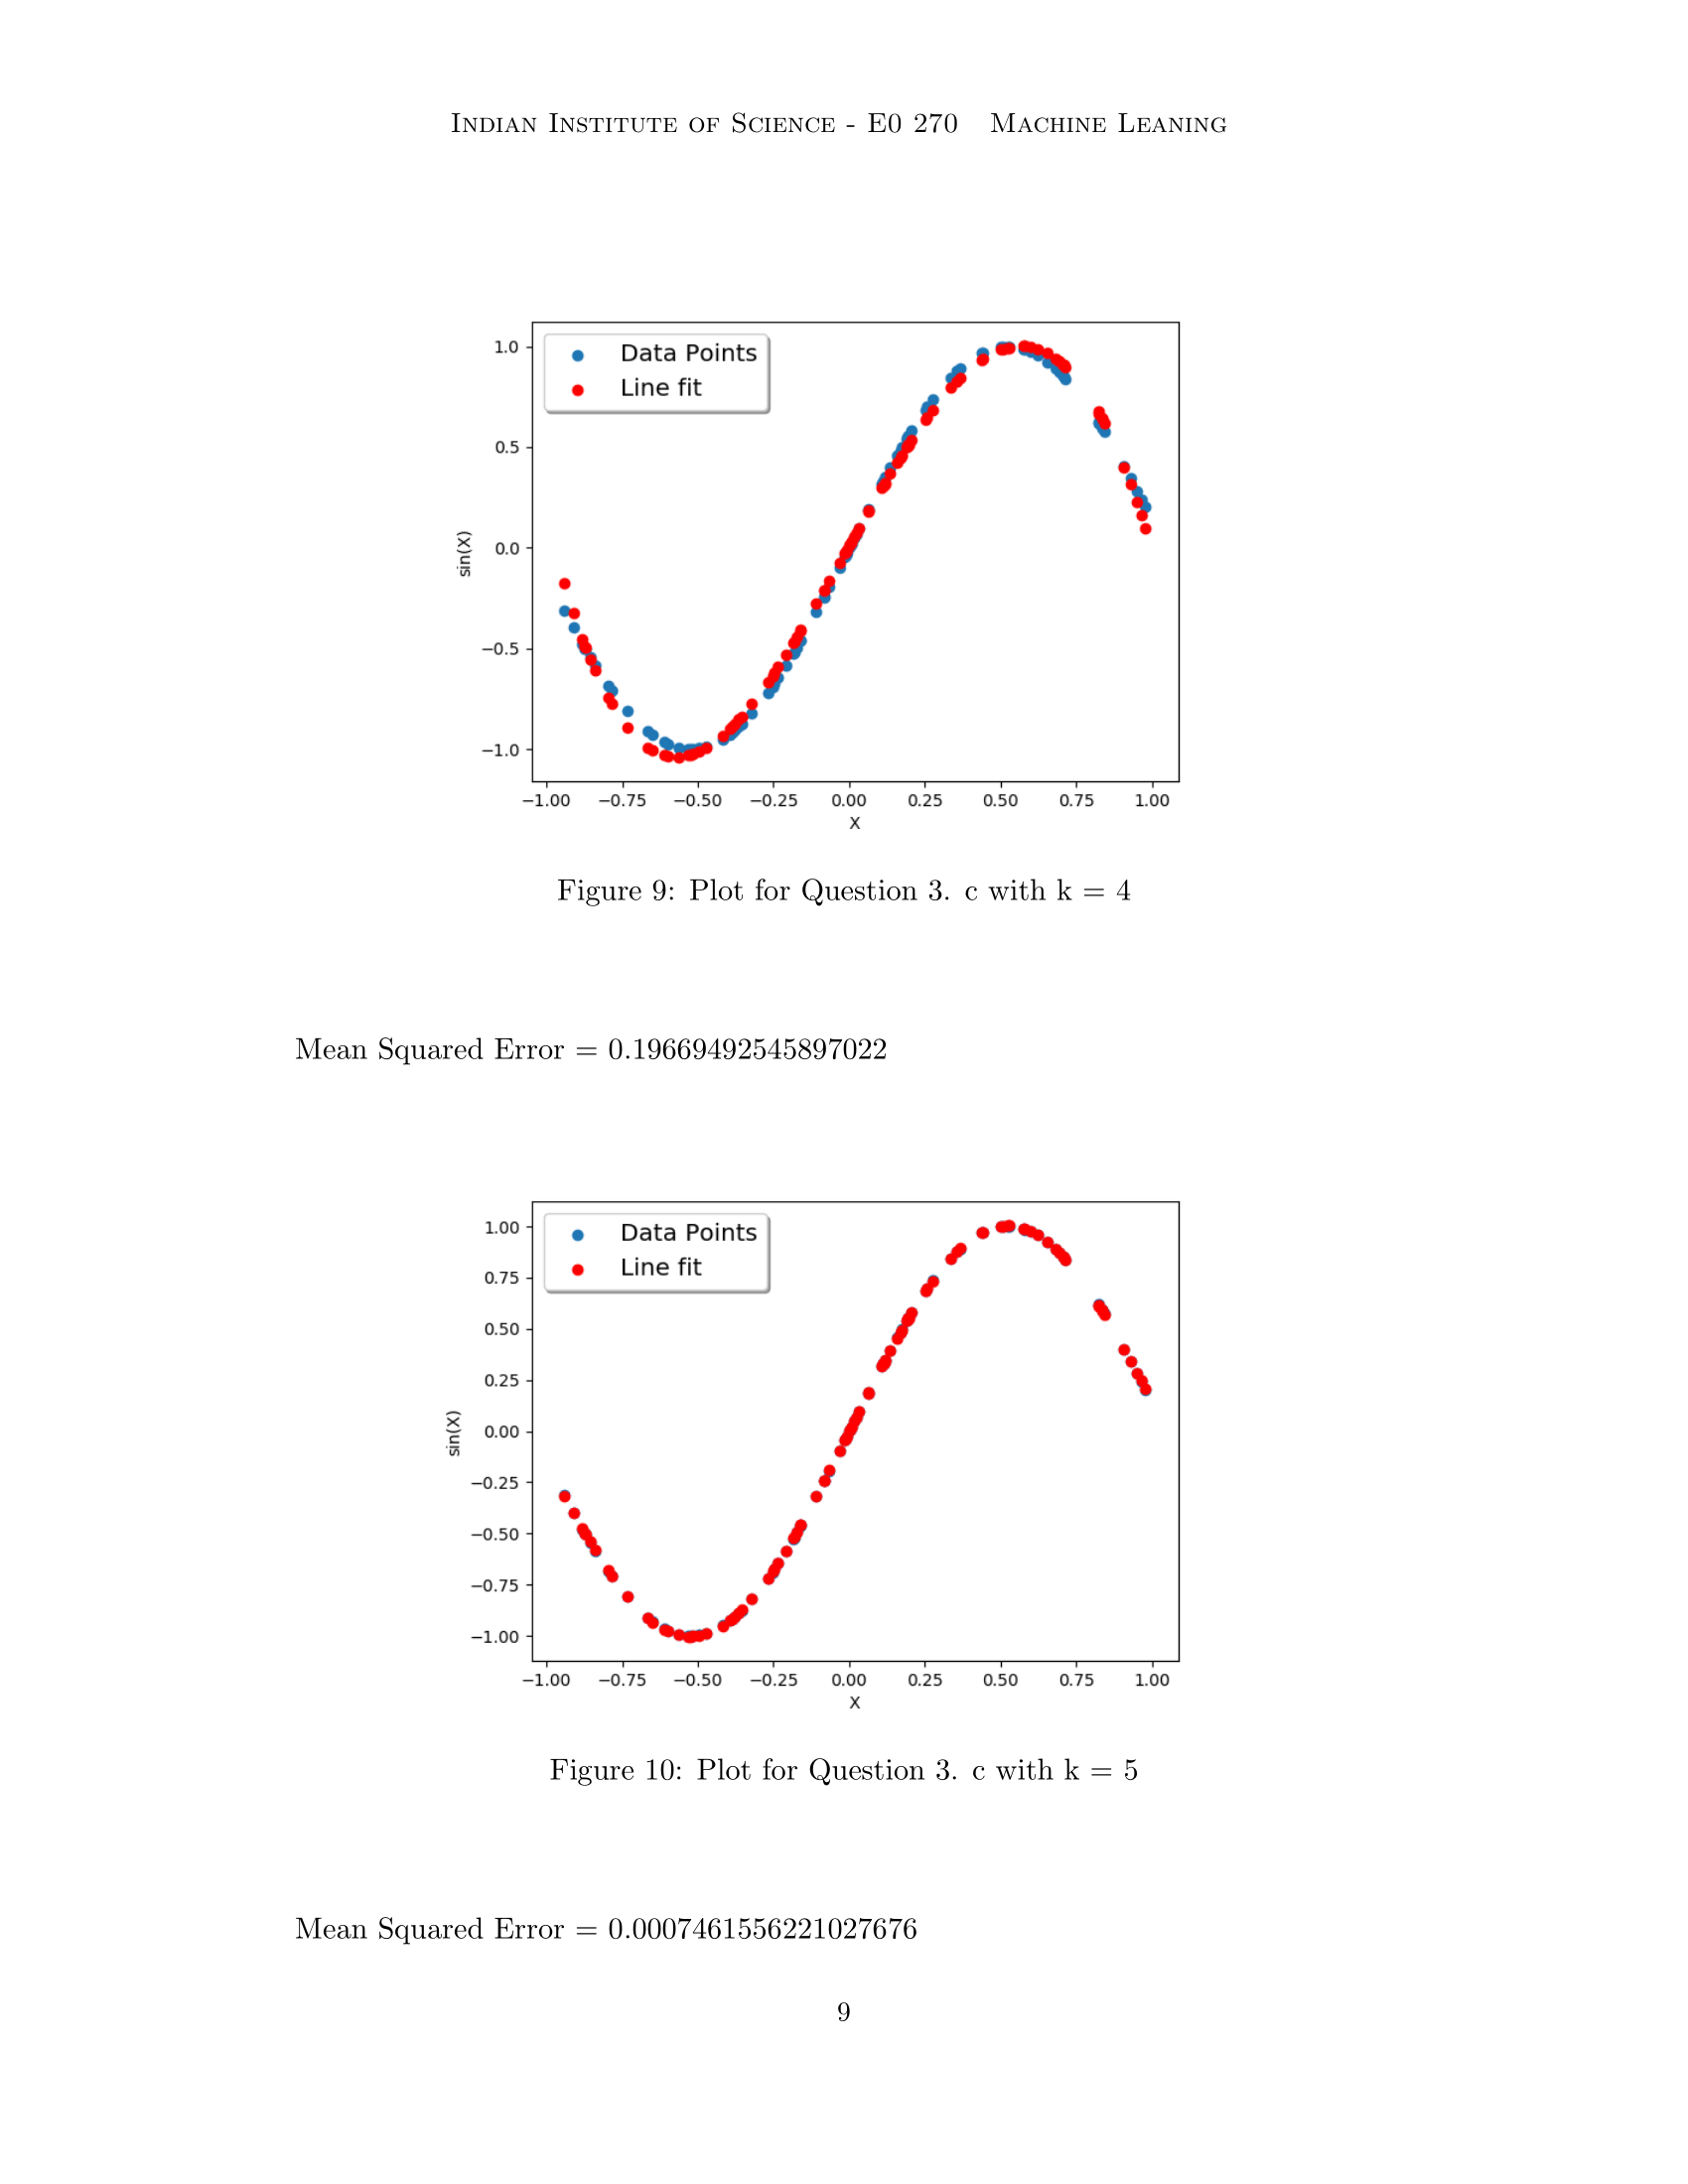 Indian Institute of Science - E0 270 Machine Leaning
Data Points
Line fit
1.0
0.5
0.0
−0.5
−1.0
sin(X)
−1.00 −0.75 −0.50 −0.25 0.00 0.25 0.50 0.75 1.00
X
Figure 9: Plot for Question 3. c with k = 4
Mean Squared Error = 0.19669492545897022
Data Points
Line fit
1.00
0.75
0.50
0.25
0.00
−0.25
−0.50
−0.75
−1.00
sin(X)
−1.00 −0.75 −0.50 −0.25 0.00 0.25 0.50 0.75 1.00
X
Figure 10: Plot for Question 3. c with k = 5
Mean Squared Error = 0.0007461556221027676
9